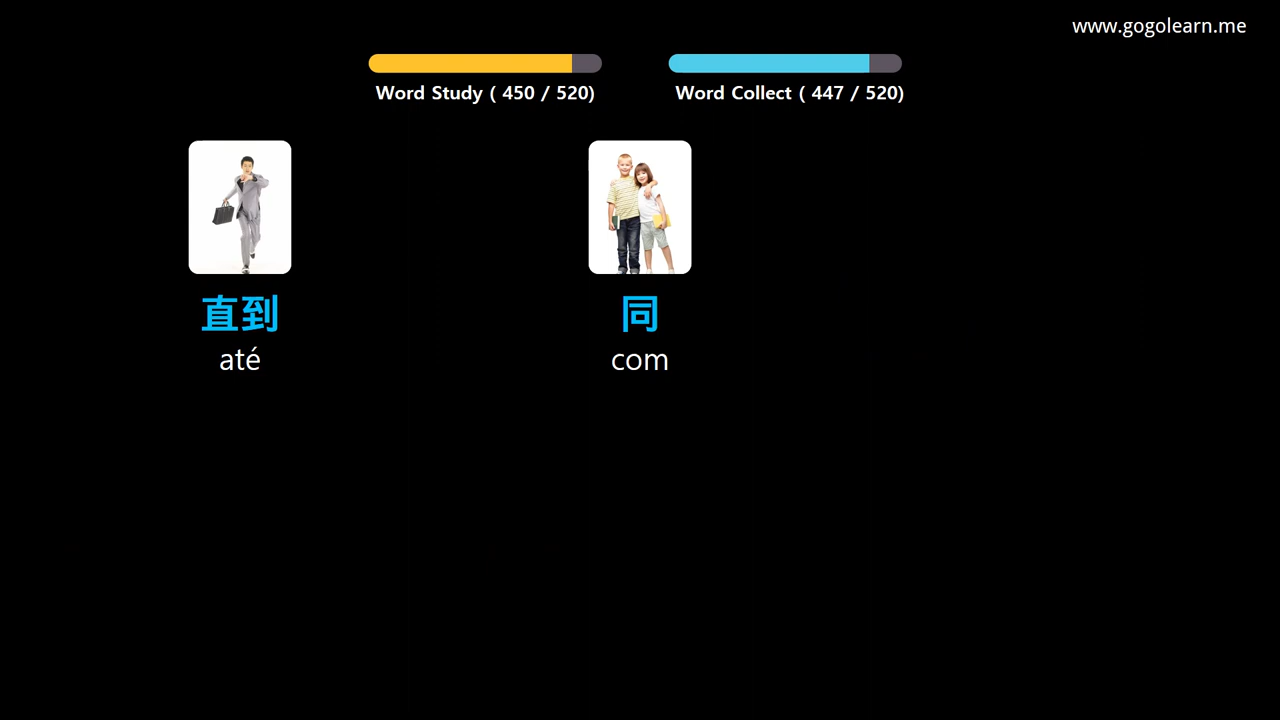 www.gogolearn.me
Word Study ( 450 / 520)
Word Collect ( 447 / 520)
直到
até
同
com